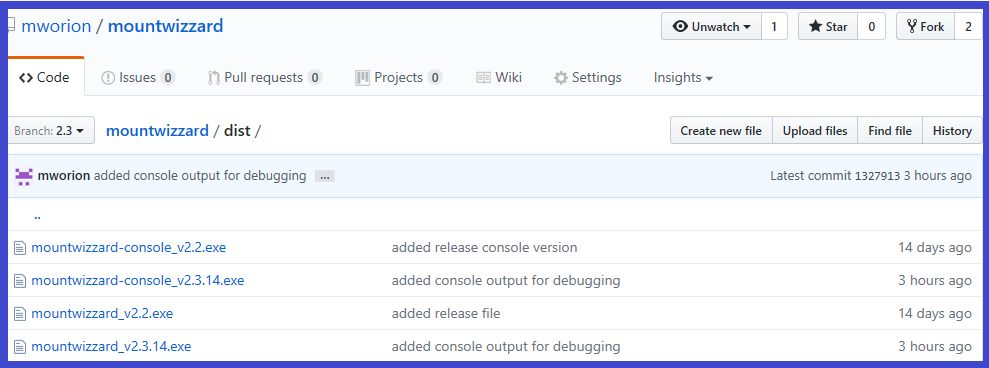 mworion / mountwizzard Unwatch 1 Star 0 Fork 2
Code Issues 0 Pull requests 0 Projects 0 Wiki Settings Insights
Branch: 2.3 mountwizzard / dist / Create new file Upload files Find file History
mworion added console output for debugging ... Latest commit 1327913 3 hours ago
..
mountwizzard-console_v2.2.exe added release console version 14 days ago
mountwizzard-console_v2.3.14.exe added console output for debugging 3 hours ago
mountwizzard_v2.2.exe added release file 14 days ago
mountwizzard_v2.3.14.exe added console output for debugging 3 hours ago